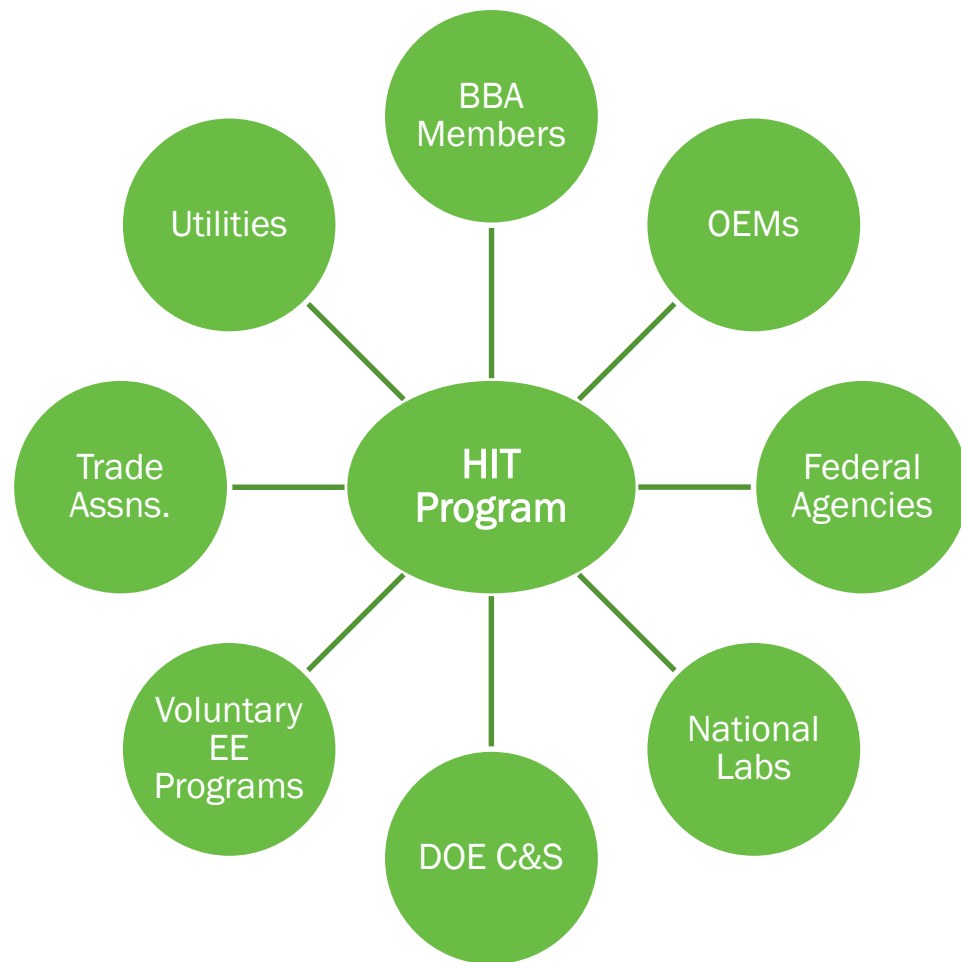 BBA
Members
Utilities
OEMs
Trade
Assns.
HIT
Program
Federal
Agencies
Voluntary
EE
Programs
National
Labs
DOE C&S